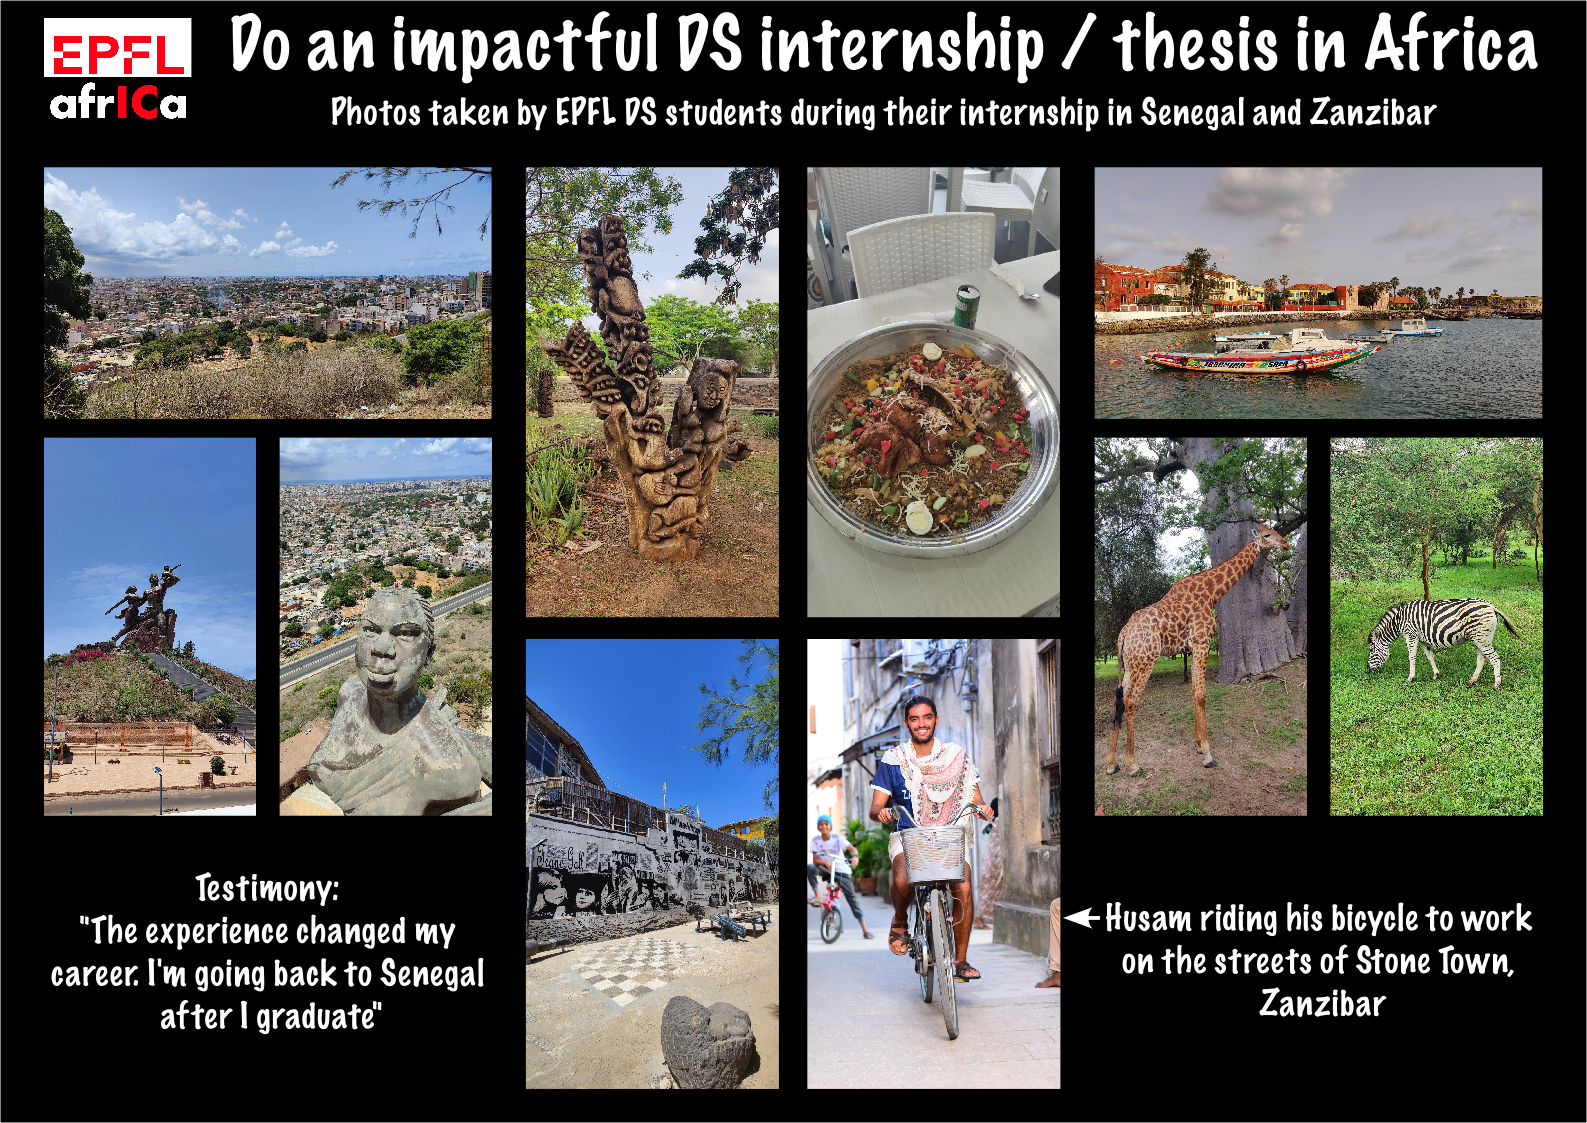 EPFL
afrICa
Do an impactful DS internship / thesis in Africa
Photos taken by EPFL DS students during their internship in Senegal and Zanzibar
Testimony:
"The experience changed my
career. I'm going back to Senegal
after I graduate"
Husam riding his bicycle to work
on the streets of Stone Town,
Zanzibar